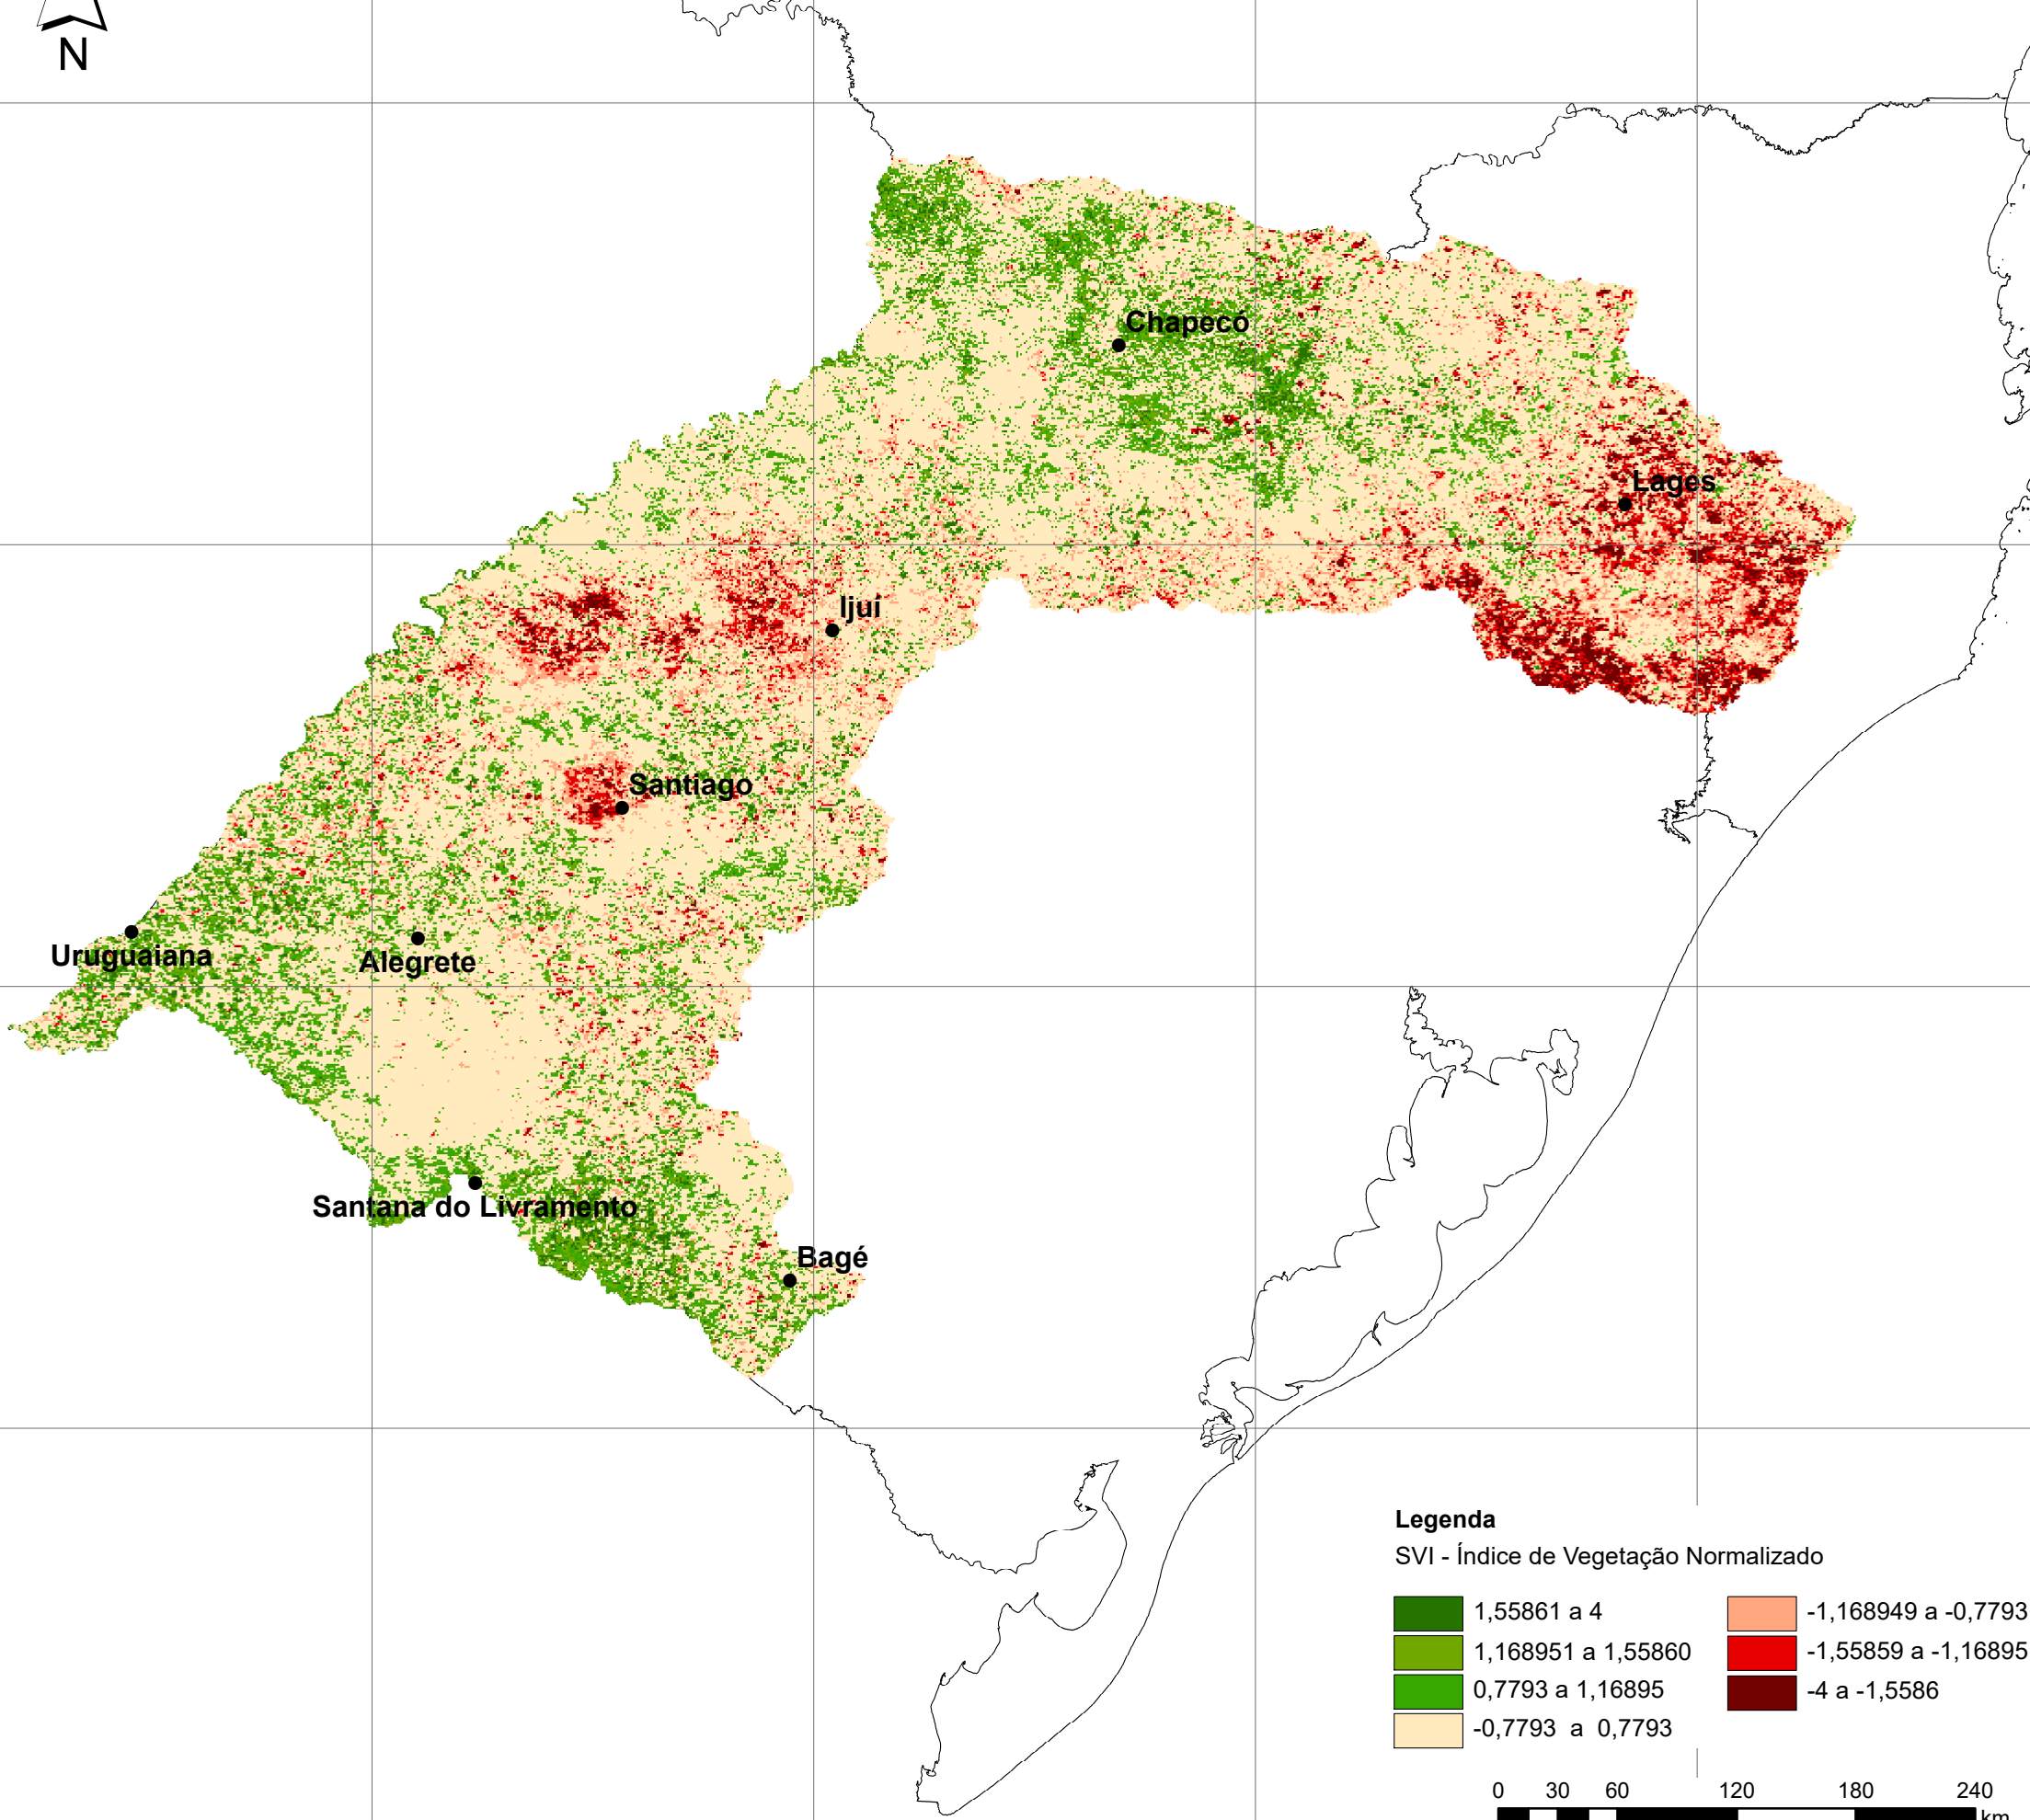 N
Chapecó
Lages
Ijuí
Santiago
Uruguaiana
Alegrete
Santana do Livramento
Bagé
Legenda
SVI - Índice de Vegetação Normalizado
1,55861 a 4
1,168951 a 1,55860
0,7793 a 1,16895
-0,7793 a 0,7793
-1,168949 a -0,7793
-1,55859 a -1,16895
-4 a -1,5586
0 30 60 120 180 240
km